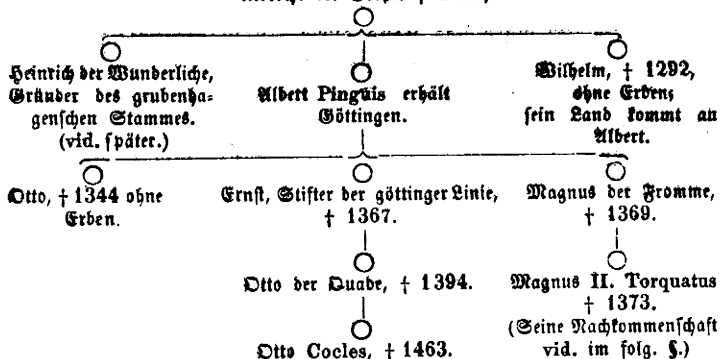 Heinrich der Wunderliche,
Gründer des grubenha=
genschen Stammes.
(vid. später.)
Albert Pinguis erhält
Göttingen.
Wilhelm, † 1292,
ohne Erben;
sein Land kommt an
Albert.
Otto, † 1344 ohne
Erben.
Ernst, Stifter der göttinger Linie,
† 1367.
Magnus der Fromme,
† 1369.
Otto der Quade, † 1394.
Magnus II. Torquatus
† 1373.
(Seine Nachkommenschaft
vid. im folg. §.)
Otto Cocles, † 1463.